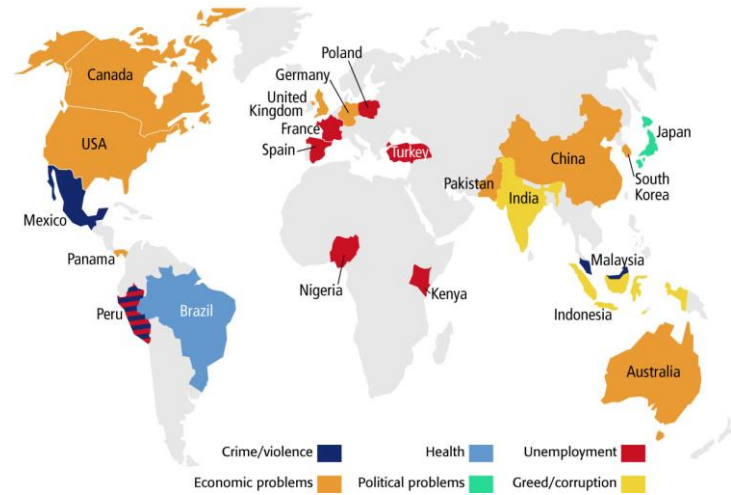 Poland
Canada
Germany
United
Kingdom
France
Japan
USA
Spain
Turkey
China
South
Korea
Pakistan
India
Mexico
Malaysia
Panama
Nigeria
Kenya
Indonesia
Peru
Brazil
Australia
Crime/violence
Health
Unemployment
Economic problems
Political problems
Greed/corruption